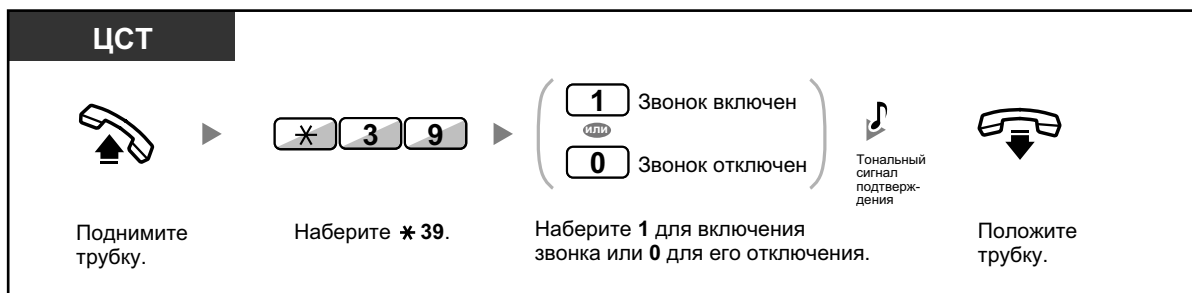 ЦСТ
✳ 3 9
1 Звонок включен
или
0 Звонок отключен
Тональный
сигнал
подтверж-
дения
Поднимите
трубку.
Наберите ✳ 39.
Наберите 1 для включения
звонка или 0 для его отключения.
Положите
трубку.